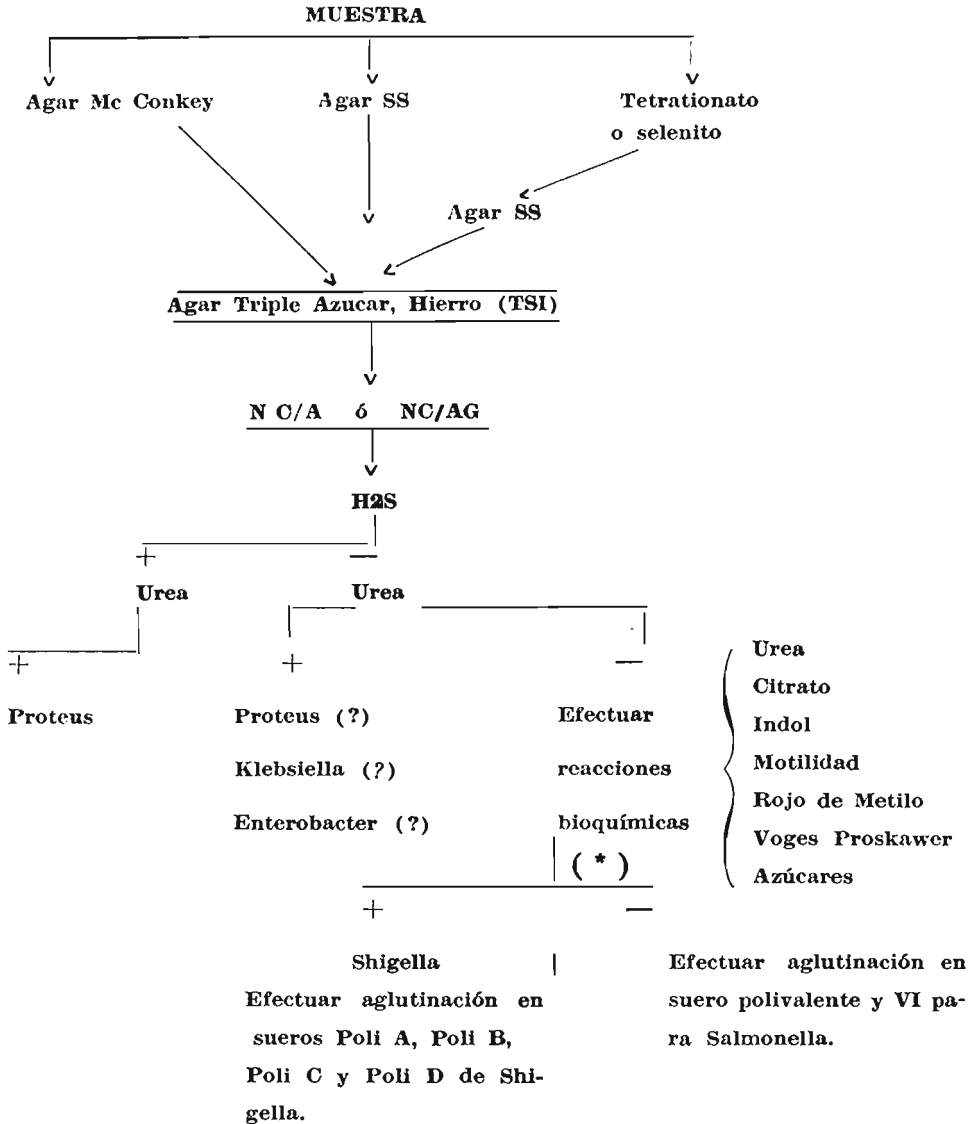 MUESTRA
Agar Mc Conkey
Agar SS
Tetrationato
o selenito
Agar SS
Agar Triple Azucar, Hierro (TSI)
N C/A ó NC/AG
H2S
+ —
Urea Urea
+
Proteus
+ —
Proteus (?)
Klebsiella (?)
Enterobacter (?)
Efectuar
reacciones
bioquímicas
( * )
Urea
Citrato
Indol
Motilidad
Rojo de Metilo
Voges Proskawer
Azúcares
+ —
Shigella
Efectuar aglutinación en
sueros Poli A, Poli B,
Poli C y Poli D de Shi-
gella.
Efectuar aglutinación en
suero polivalente y VI pa-
ra Salmonella.